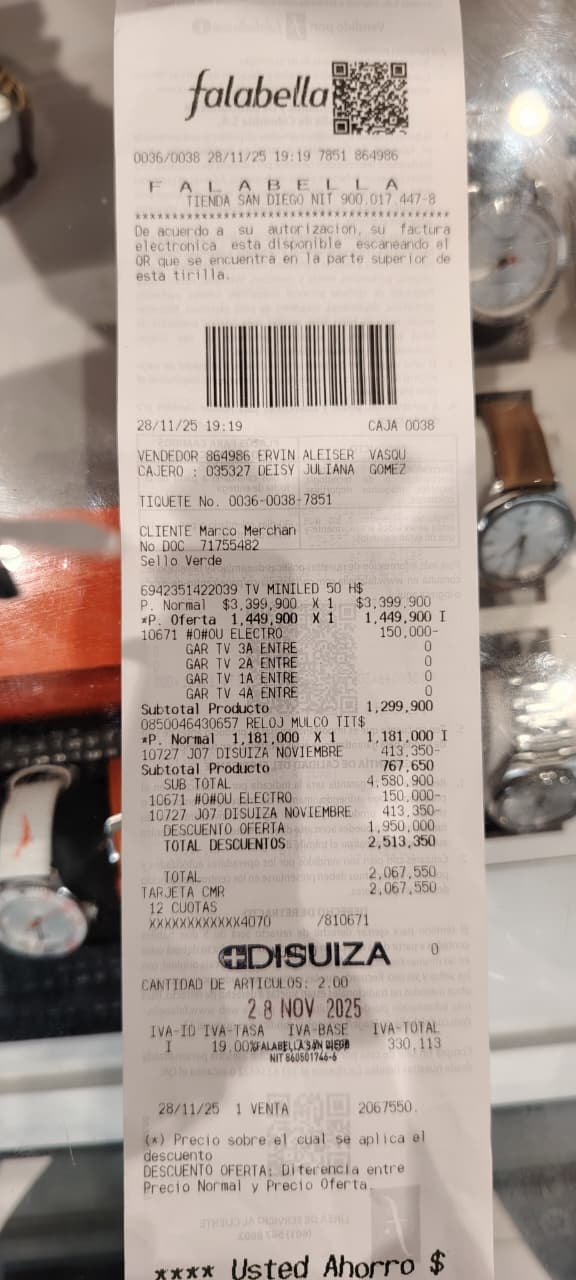 falabella
0036/0038 28/11/25 19:19 7851 864986
F A L A B E L L A
TIENDA SAN DIEGO NIT 900.017.447-8
******************************************
De acuerdo a su autorizacion, su factura
electronica esta disponible escaneando el
QR que se encuentra en la parte superior de
esta tirilla.
28/11/25 19:19 CAJA 0038
VENDEDOR 864986 ERVIN ALEISER VASQU
CAJERO : 035327 DEISY JULIANA GOMEZ
TIQUETE No. 0036-0038-7851
CLIENTE Marco Merchan
No DOC 71755482
Sello Verde
6942351422039 TV MINILED 50 H$
P. Normal $3,399,900 X 1 $3,399,900
*P. Oferta 1,449,900 X 1 1,449,900 I
10671 #O#OU ELECTRO 150,000-
GAR TV 3A ENTRE 0
GAR TV 2A ENTRE 0
GAR TV 1A ENTRE 0
GAR TV 4A ENTRE 0
Subtotal Producto 1,299,900
0850046430657 RELOJ MULCO TIT$
*P. Normal 1,181,000 X 1 1,181,000 I
10727 J07 DISUIZA NOVIEMBRE 413,350-
Subtotal Producto 767,650
SUB TOTAL 4,580,900
10671 #O#OU ELECTRO 150,000-
10727 J07 DISUIZA NOVIEMBRE 413,350-
DESCUENTO OFERTA 1,950,000
TOTAL DESCUENTOS 2,513,350
TOTAL 2,067,550
TARJETA CMR 2,067,550
12 CUOTAS
XXXXXXXXXXXX4070 /810671
DISUIZA 0
CANTIDAD DE ARTICULOS: 2.00
28 NOV 2025
IVA-ID IVA-TASA IVA-BASE IVA-TOTAL
I 19.00% FALABELLA SAN DIEGO 330,113
NIT 860501746-6
28/11/25 1 VENTA 2067550.
(*) Precio sobre el cual se aplica el
descuento
DESCUENTO OFERTA: Diferencia entre
Precio Normal y Precio Oferta.
**** Usted Ahorro $